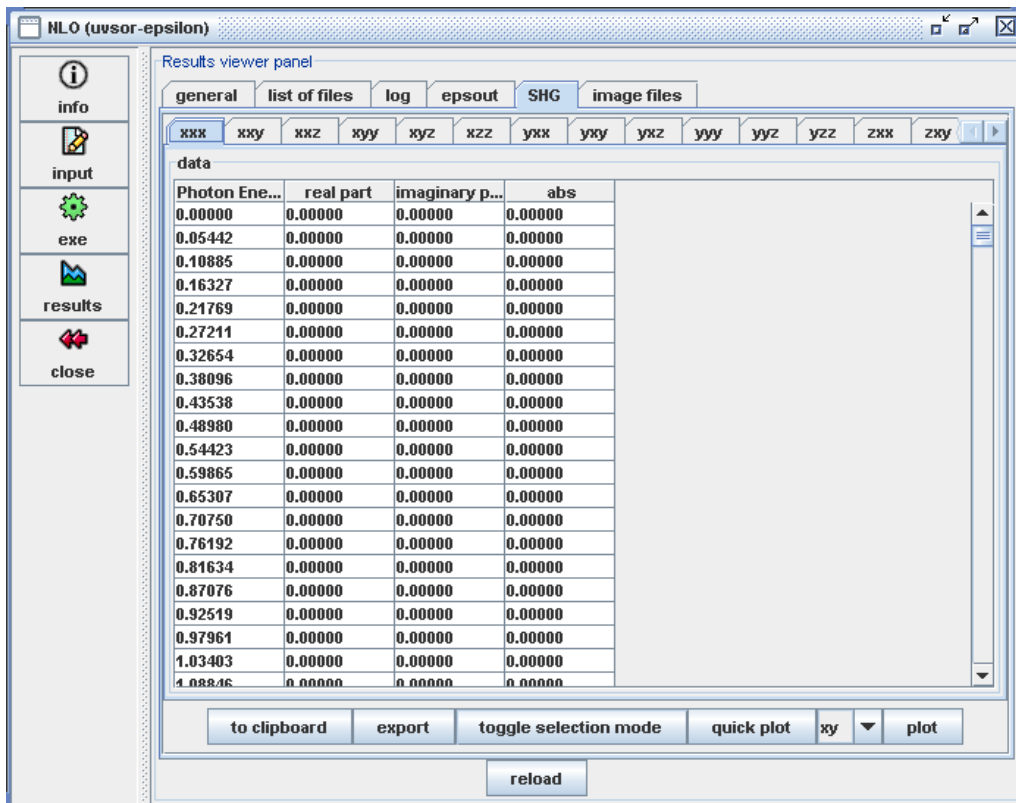 NLO (uvsor-epsilon)
info
input
exe
results
close
Results viewer panel
general list of files log epsout SHG image files
xxx xxy xxz xyy xyz xzz yxx yxy yxz yyy yyz yzz zxx zxy
data
Photon Ene... real part imaginary p... abs
0.00000 0.00000 0.00000 0.00000
0.05442 0.00000 0.00000 0.00000
0.10885 0.00000 0.00000 0.00000
0.16327 0.00000 0.00000 0.00000
0.21769 0.00000 0.00000 0.00000
0.27211 0.00000 0.00000 0.00000
0.32654 0.00000 0.00000 0.00000
0.38096 0.00000 0.00000 0.00000
0.43538 0.00000 0.00000 0.00000
0.48980 0.00000 0.00000 0.00000
0.54423 0.00000 0.00000 0.00000
0.59865 0.00000 0.00000 0.00000
0.65307 0.00000 0.00000 0.00000
0.70750 0.00000 0.00000 0.00000
0.76192 0.00000 0.00000 0.00000
0.81634 0.00000 0.00000 0.00000
0.87076 0.00000 0.00000 0.00000
0.92519 0.00000 0.00000 0.00000
0.97961 0.00000 0.00000 0.00000
1.03403 0.00000 0.00000 0.00000
1.08846 0.00000 0.00000 0.00000
to clipboard export toggle selection mode quick plot xy plot
reload